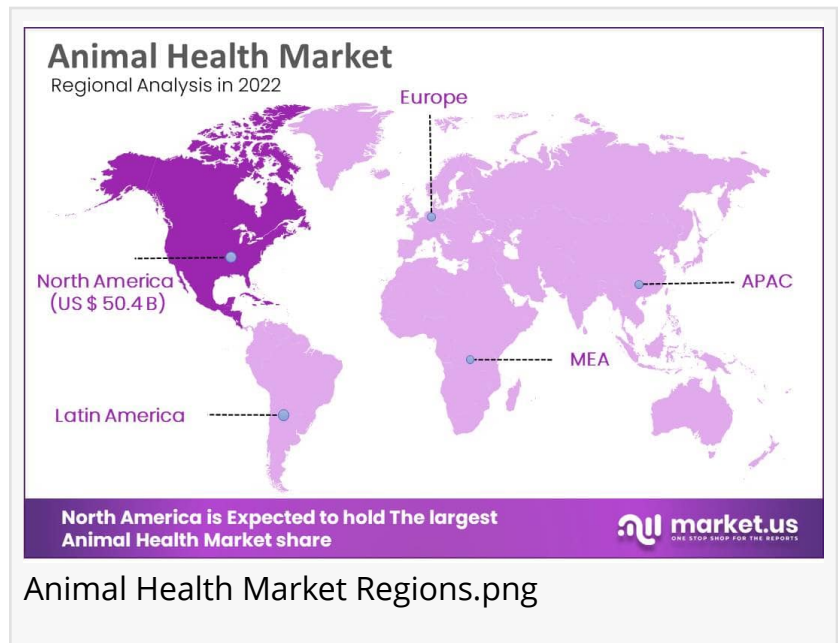 Animal Health Market
Regional Analysis in 2022
Europe
North America
(US $ 50.4 B)
APAC
MEA
Latin America
North America is Expected to hold The largest
Animal Health Market share
market.us
ONE STOP SHOP FOR THE REPORTS
Animal Health Market Regions.png